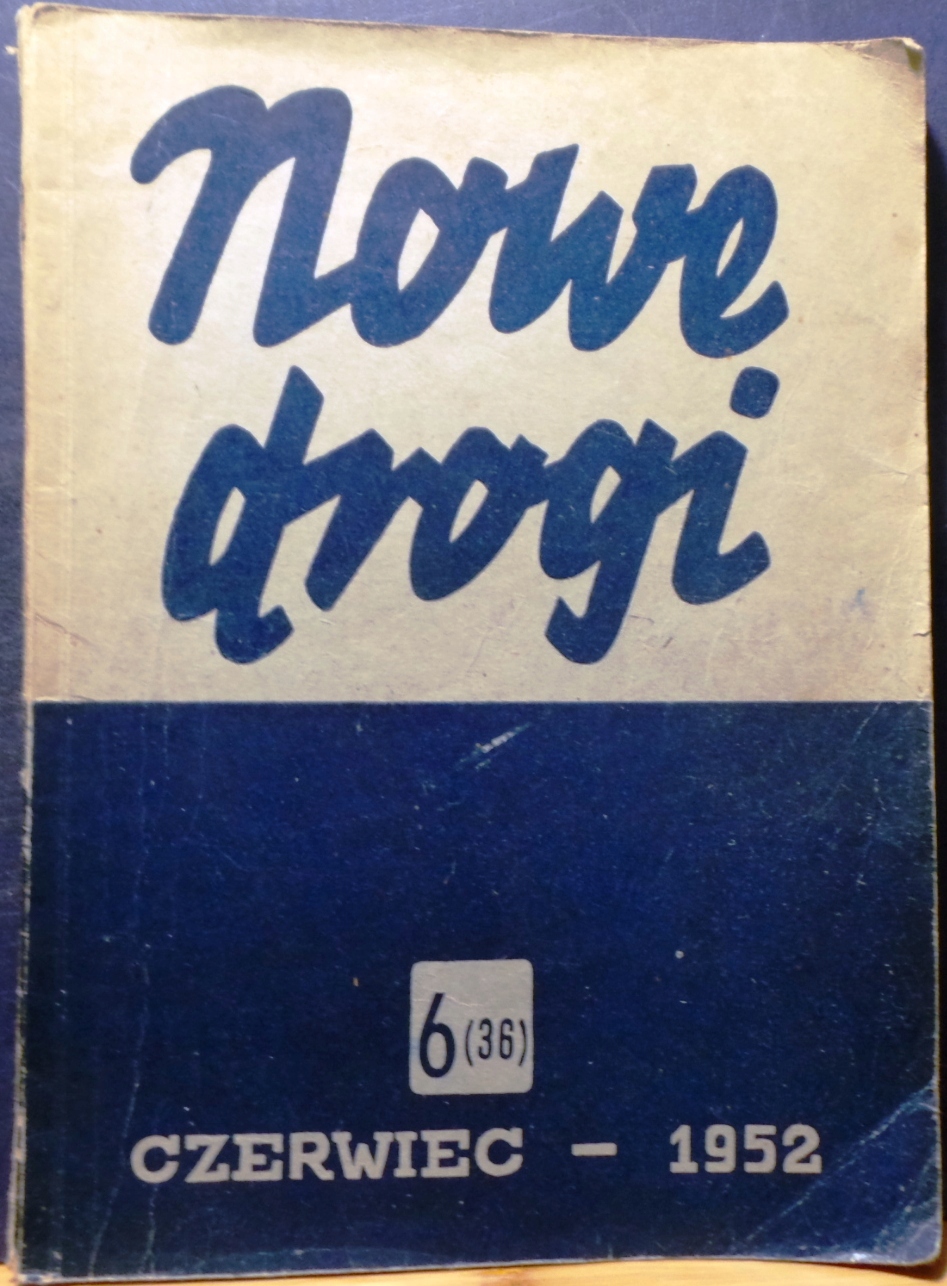 Nowe
drogi
6 (36)
CZERWIEC – 1952